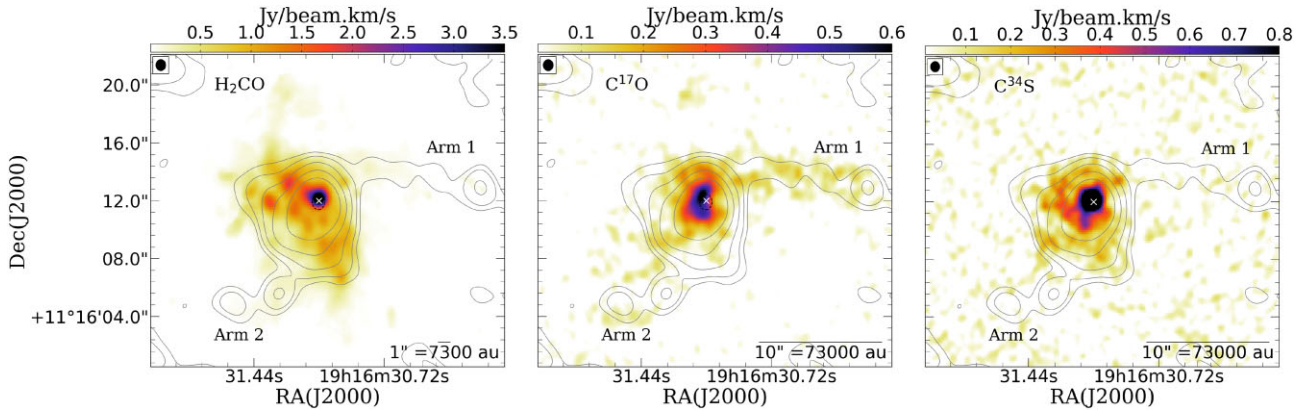 Jy/beam.km/s
0.5 1.0 1.5 2.0 2.5 3.0 3.5
H₂CO
Arm 1
Arm 2
1" =7300 au
20.0"
16.0"
12.0"
08.0"
+11°16'04.0"
Dec(J2000)
31.44s 19h16m30.72s
RA(J2000)
Jy/beam.km/s
0.1 0.2 0.3 0.4 0.5 0.6
C¹⁷O
Arm 1
Arm 2
10" =73000 au
31.44s 19h16m30.72s
RA(J2000)
Jy/beam.km/s
0.1 0.2 0.3 0.4 0.5 0.6 0.7 0.8
C³⁴S
Arm 1
Arm 2
10" =73000 au
31.44s 19h16m30.72s
RA(J2000)